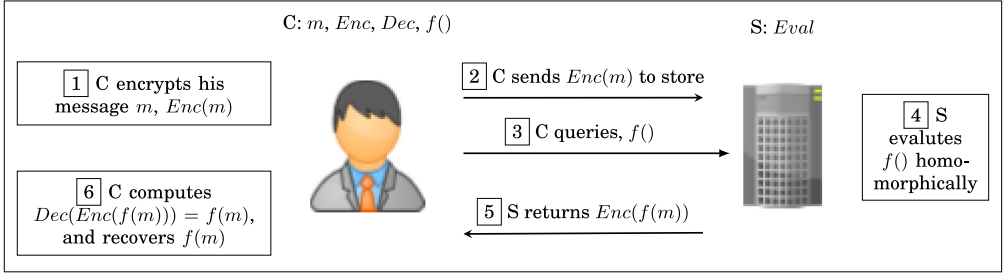 C: m, Enc, Dec, f()
S: Eval
1 C encrypts his
message m, Enc(m)
2 C sends Enc(m) to store
3 C queries, f()
4 S
evalutes
f() homo-
morphically
5 S returns Enc(f(m))
6 C computes
Dec(Enc(f(m))) = f(m),
and recovers f(m)